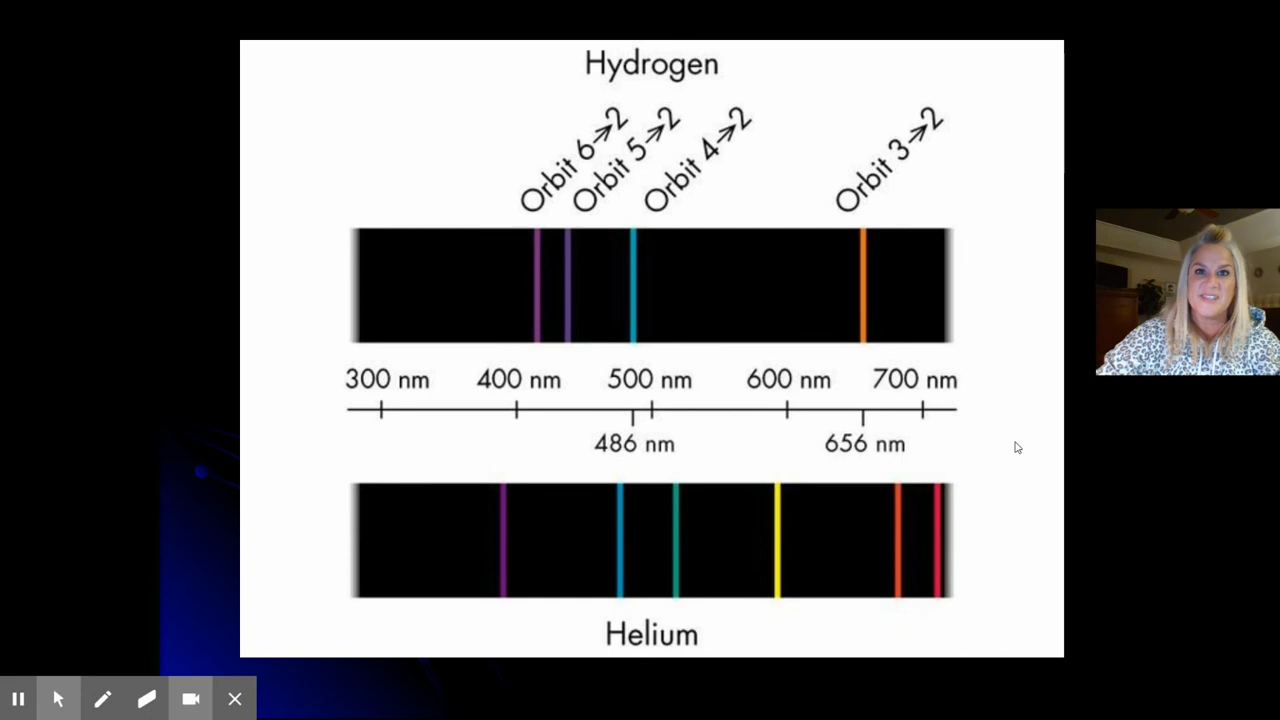 Hydrogen
Orbit 6→2
Orbit 5→2
Orbit 4→2
Orbit 3→2
300 nm 400 nm 500 nm 600 nm 700 nm
486 nm 656 nm
Helium